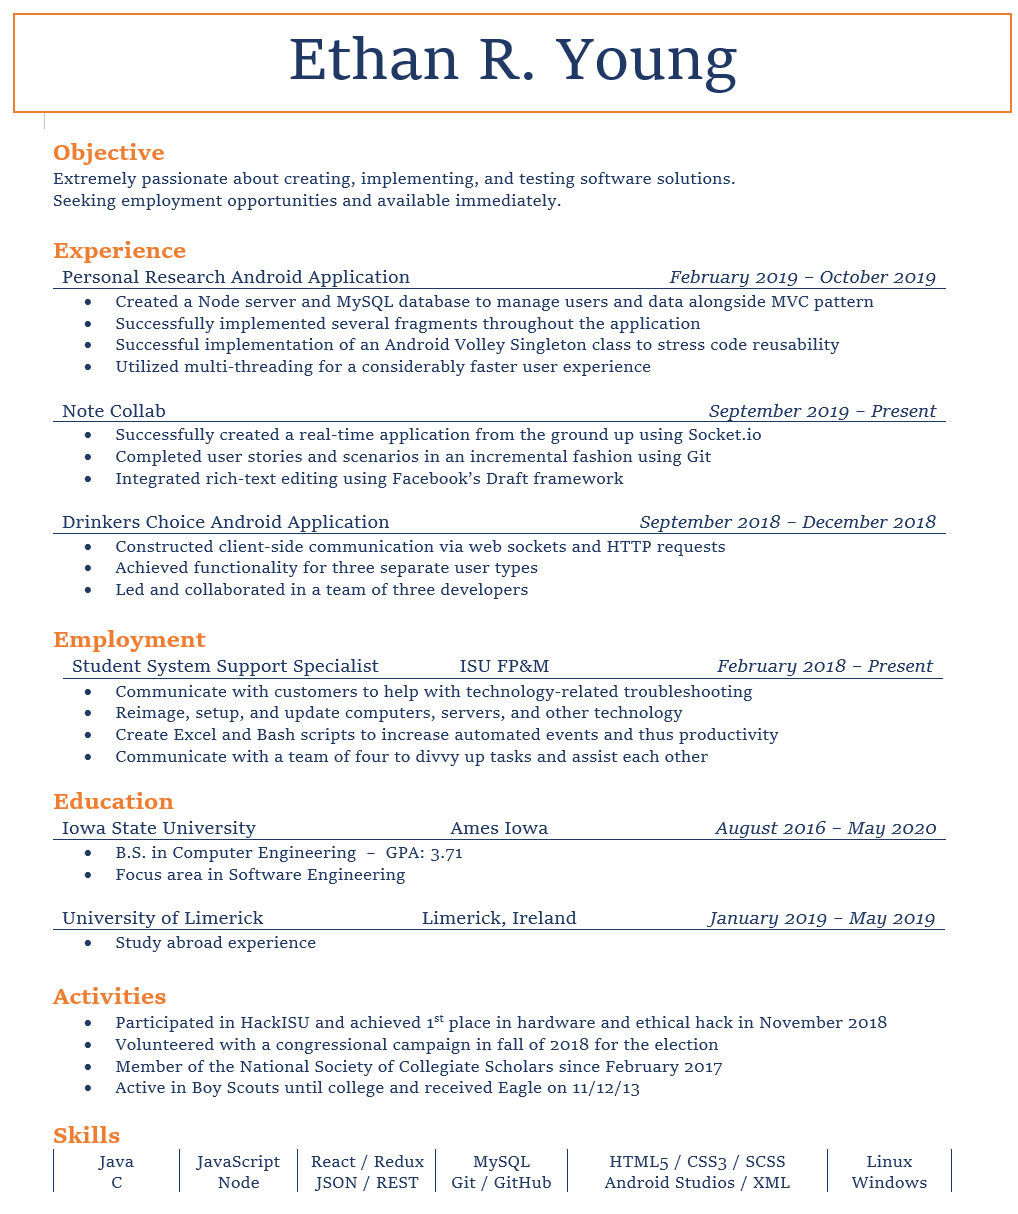 Ethan R. Young
Objective
Extremely passionate about creating, implementing, and testing software solutions.
Seeking employment opportunities and available immediately.
Experience
Personal Research Android Application February 2019 – October 2019
• Created a Node server and MySQL database to manage users and data alongside MVC pattern
• Successfully implemented several fragments throughout the application
• Successful implementation of an Android Volley Singleton class to stress code reusability
• Utilized multi-threading for a considerably faster user experience
Note Collab September 2019 – Present
• Successfully created a real-time application from the ground up using Socket.io
• Completed user stories and scenarios in an incremental fashion using Git
• Integrated rich-text editing using Facebook’s Draft framework
Drinkers Choice Android Application September 2018 – December 2018
• Constructed client-side communication via web sockets and HTTP requests
• Achieved functionality for three separate user types
• Led and collaborated in a team of three developers
Employment
Student System Support Specialist ISU FP&M February 2018 – Present
• Communicate with customers to help with technology-related troubleshooting
• Reimage, setup, and update computers, servers, and other technology
• Create Excel and Bash scripts to increase automated events and thus productivity
• Communicate with a team of four to divvy up tasks and assist each other
Education
Iowa State University Ames Iowa August 2016 – May 2020
• B.S. in Computer Engineering – GPA: 3.71
• Focus area in Software Engineering
University of Limerick Limerick, Ireland January 2019 – May 2019
• Study abroad experience
Activities
• Participated in HackISU and achieved 1st place in hardware and ethical hack in November 2018
• Volunteered with a congressional campaign in fall of 2018 for the election
• Member of the National Society of Collegiate Scholars since February 2017
• Active in Boy Scouts until college and received Eagle on 11/12/13
Skills
Java JavaScript React / Redux MySQL HTML5 / CSS3 / SCSS Linux
C Node JSON / REST Git / GitHub Android Studios / XML Windows